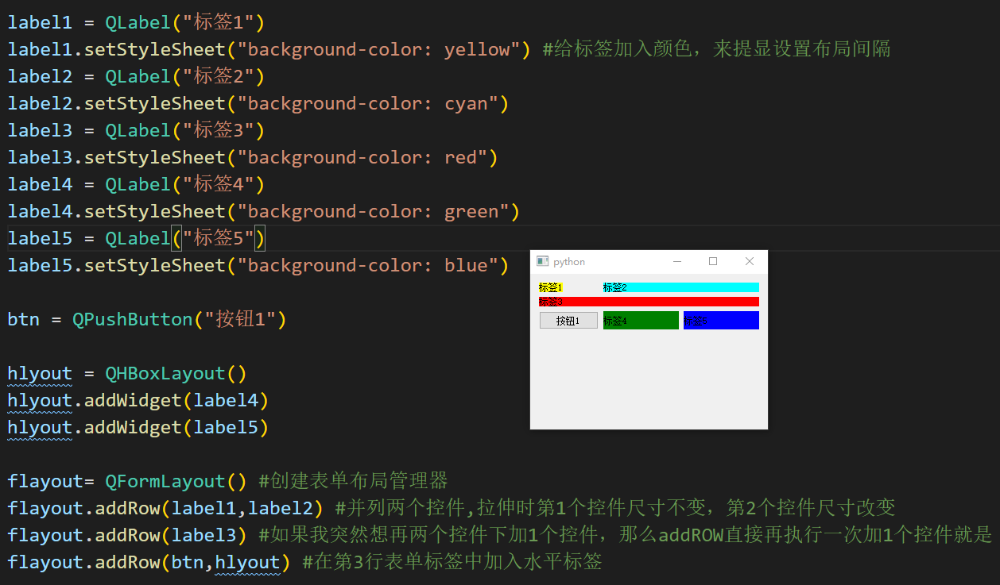 label1 = QLabel("标签1")
label1.setStyleSheet("background-color: yellow") #给标签加入颜色，来提显设置布局间隔
label2 = QLabel("标签2")
label2.setStyleSheet("background-color: cyan")
label3 = QLabel("标签3")
label3.setStyleSheet("background-color: red")
label4 = QLabel("标签4")
label4.setStyleSheet("background-color: green")
label5 = QLabel("标签5")
label5.setStyleSheet("background-color: blue")
btn = QPushButton("按钮1")
hlyout = QHBoxLayout()
hlyout.addWidget(label4)
hlyout.addWidget(label5)
flayout= QFormLayout() #创建表单布局管理器
flayout.addRow(label1,label2) #并列两个控件,拉伸时第1个控件尺寸不变，第2个控件尺寸改变
flayout.addRow(label3) #如果我突然想再两个控件下加1个控件，那么addROW直接再执行一次加1个控件就是
flayout.addRow(btn,hlyout) #在第3行表单标签中加入水平标签
python
标签1 标签2
标签3
按钮1 标签4 标签5